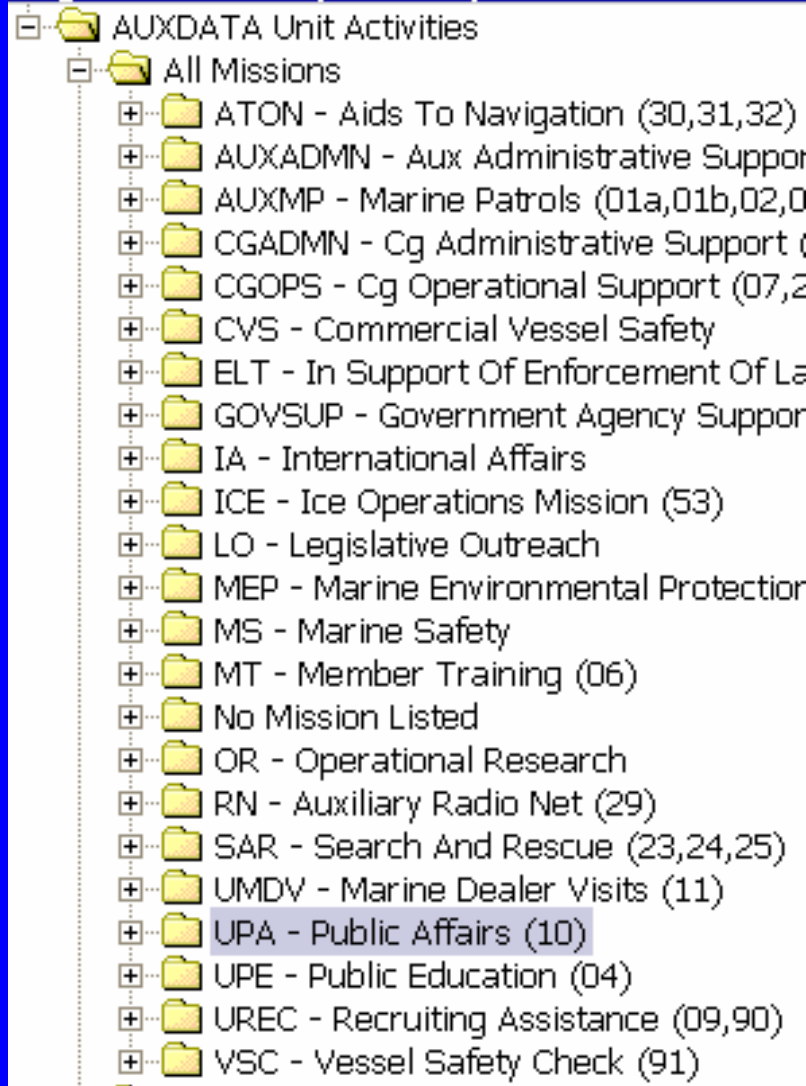 AUXDATA Unit Activities
All Missions
ATON - Aids To Navigation (30,31,32)
AUXADMN - Aux Administrative Suppor
AUXMP - Marine Patrols (01a,01b,02,0
CGADMN - Cg Administrative Support (
CGOPS - Cg Operational Support (07,2
CVS - Commercial Vessel Safety
ELT - In Support Of Enforcement Of La
GOVSUP - Government Agency Suppor
IA - International Affairs
ICE - Ice Operations Mission (53)
LO - Legislative Outreach
MEP - Marine Environmental Protection
MS - Marine Safety
MT - Member Training (06)
No Mission Listed
OR - Operational Research
RN - Auxiliary Radio Net (29)
SAR - Search And Rescue (23,24,25)
UMDV - Marine Dealer Visits (11)
UPA - Public Affairs (10)
UPE - Public Education (04)
UREC - Recruiting Assistance (09,90)
VSC - Vessel Safety Check (91)